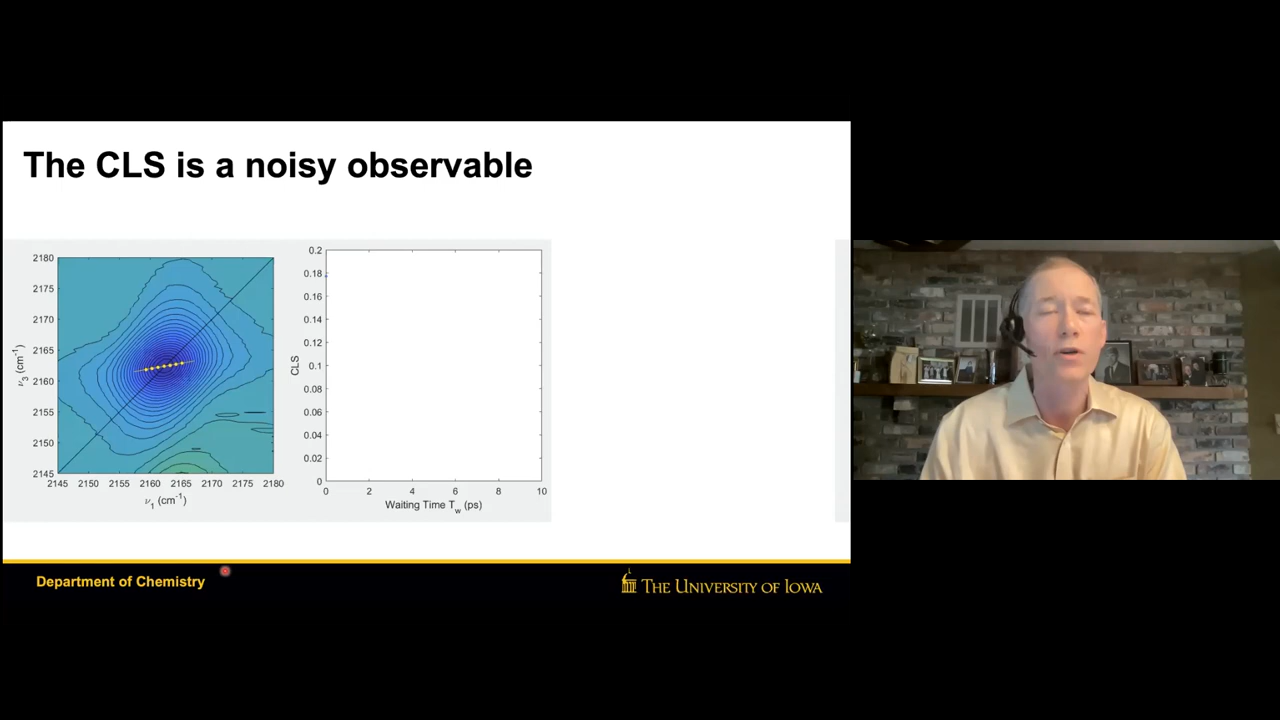 The CLS is a noisy observable
2180
2175
2170
2165
2160
2155
2150
2145
ν₃ (cm⁻¹)
2145 2150 2155 2160 2165 2170 2175 2180
ν₁ (cm⁻¹)
0.2
0.18
0.16
0.14
0.12
0.1
0.08
0.06
0.04
0.02
0
CLS
0 2 4 6 8 10
Waiting Time T_w (ps)
Department of Chemistry
THE UNIVERSITY OF IOWA